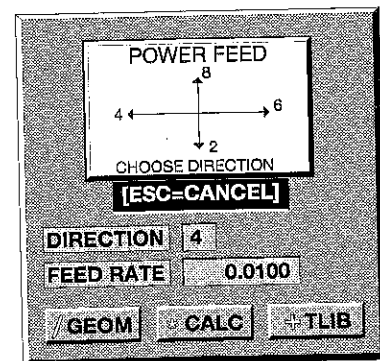 POWER FEED
8
4 6
2
CHOOSE DIRECTION
[ESC=CANCEL]
DIRECTION 4
FEED RATE 0.0100
/ GEOM CALC + TLIB